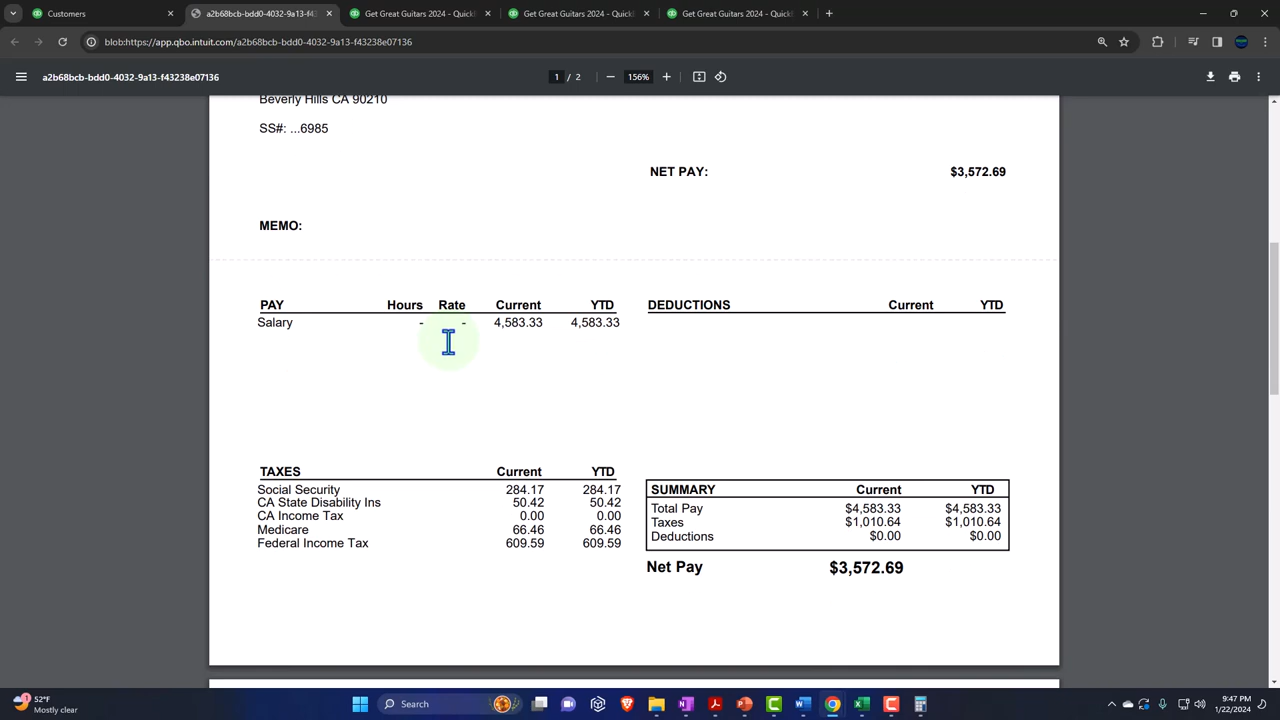 Customers
a2b68bcb-bdd0-4032-9a13-f43
Get Great Guitars 2024 - Quick
Get Great Guitars 2024 - Quick
Get Great Guitars 2024 - Quick
blob:https://app.qbo.intuit.com/a2b68bcb-bdd0-4032-9a13-f43238e07136
a2b68bcb-bdd0-4032-9a13-f43238e07136
1 / 2
156%
Beverly Hills CA 90210
SS#: ...6985
NET PAY: $3,572.69
MEMO:
PAY Hours Rate Current YTD
Salary - - 4,583.33 4,583.33
DEDUCTIONS Current YTD
TAXES Current YTD
Social Security 284.17 284.17
CA State Disability Ins 50.42 50.42
CA Income Tax 0.00 0.00
Medicare 66.46 66.46
Federal Income Tax 609.59 609.59
SUMMARY Current YTD
Total Pay $4,583.33 $4,583.33
Taxes $1,010.64 $1,010.64
Deductions $0.00 $0.00
Net Pay $3,572.69
1
52°F
Mostly clear
Search
9:47 PM
1/22/2024